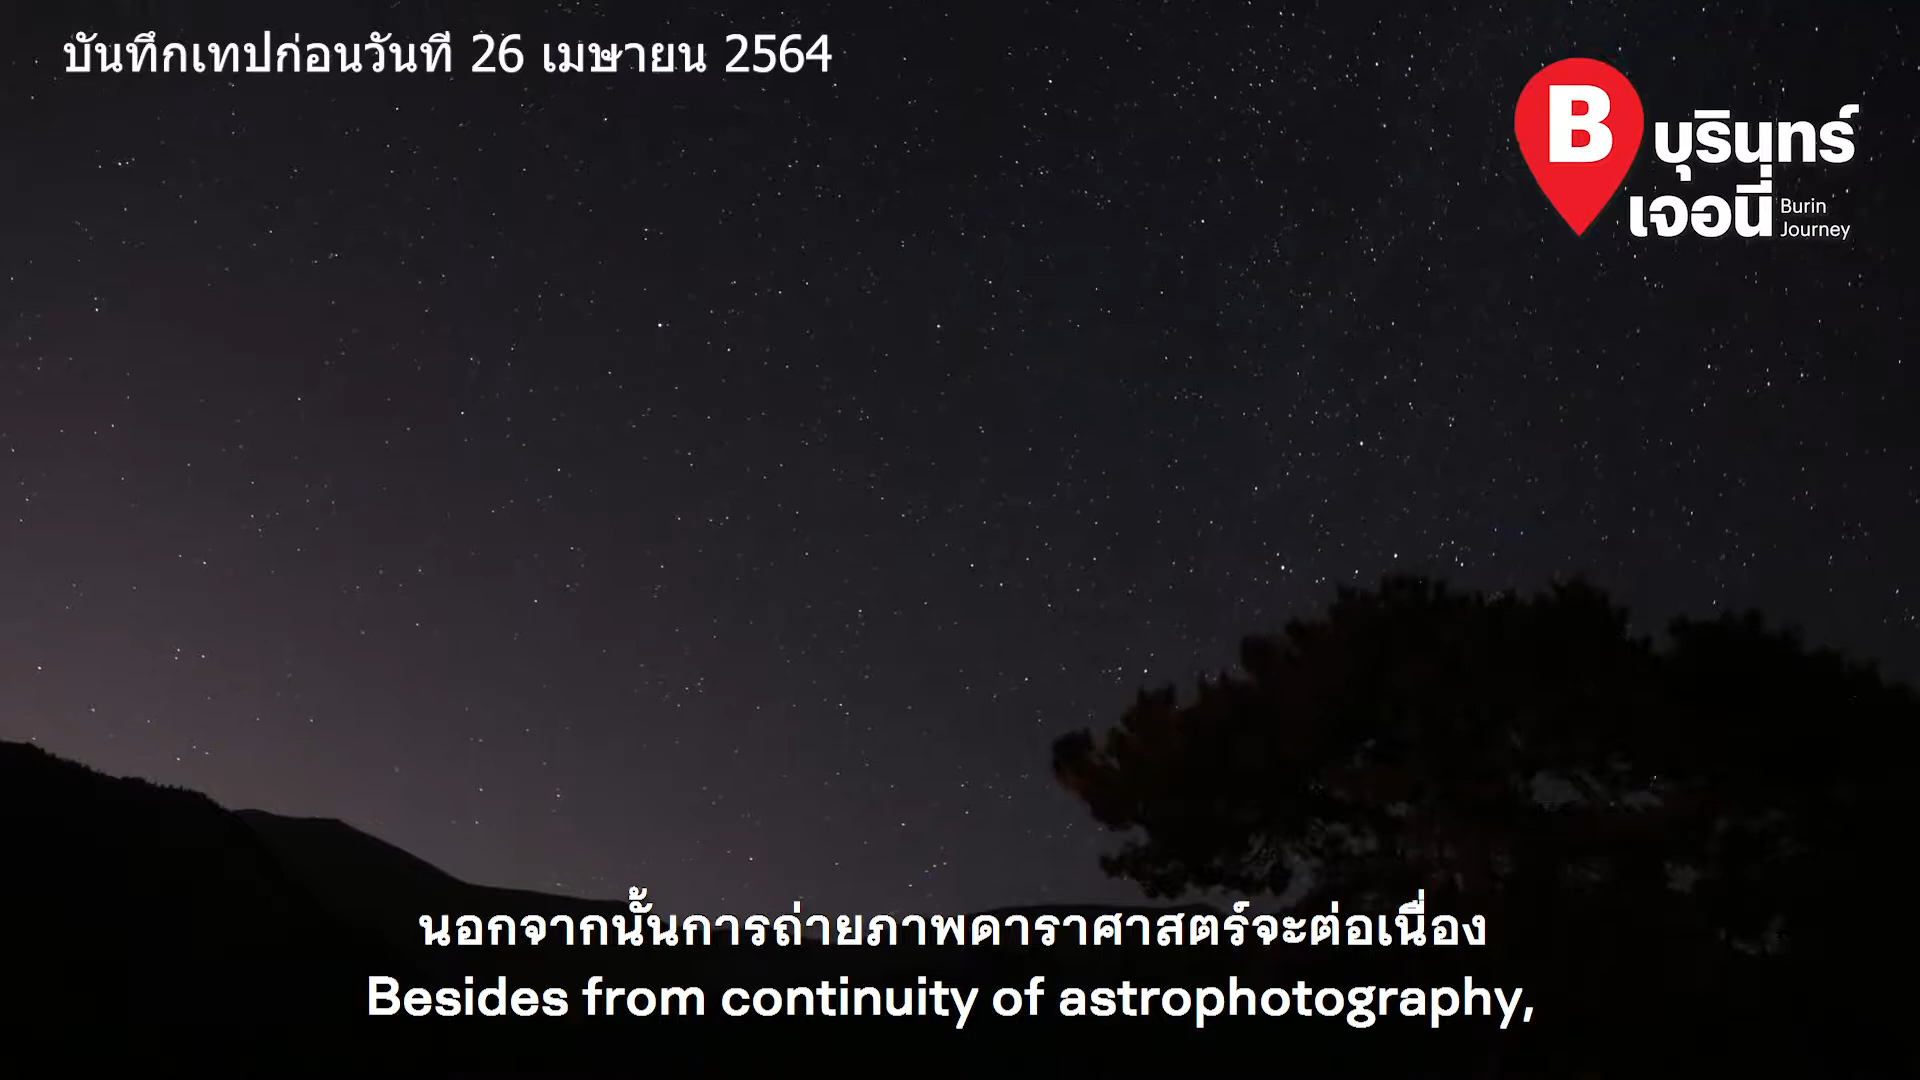 บันทึกเทปก่อนวันที่ 26 เมษายน 2564
B
บุรินทร์
เจอนี่
Burin
Journey
นอกจากนั้นการถ่ายภาพดาราศาสตร์จะต่อเนื่อง
Besides from continuity of astrophotography,